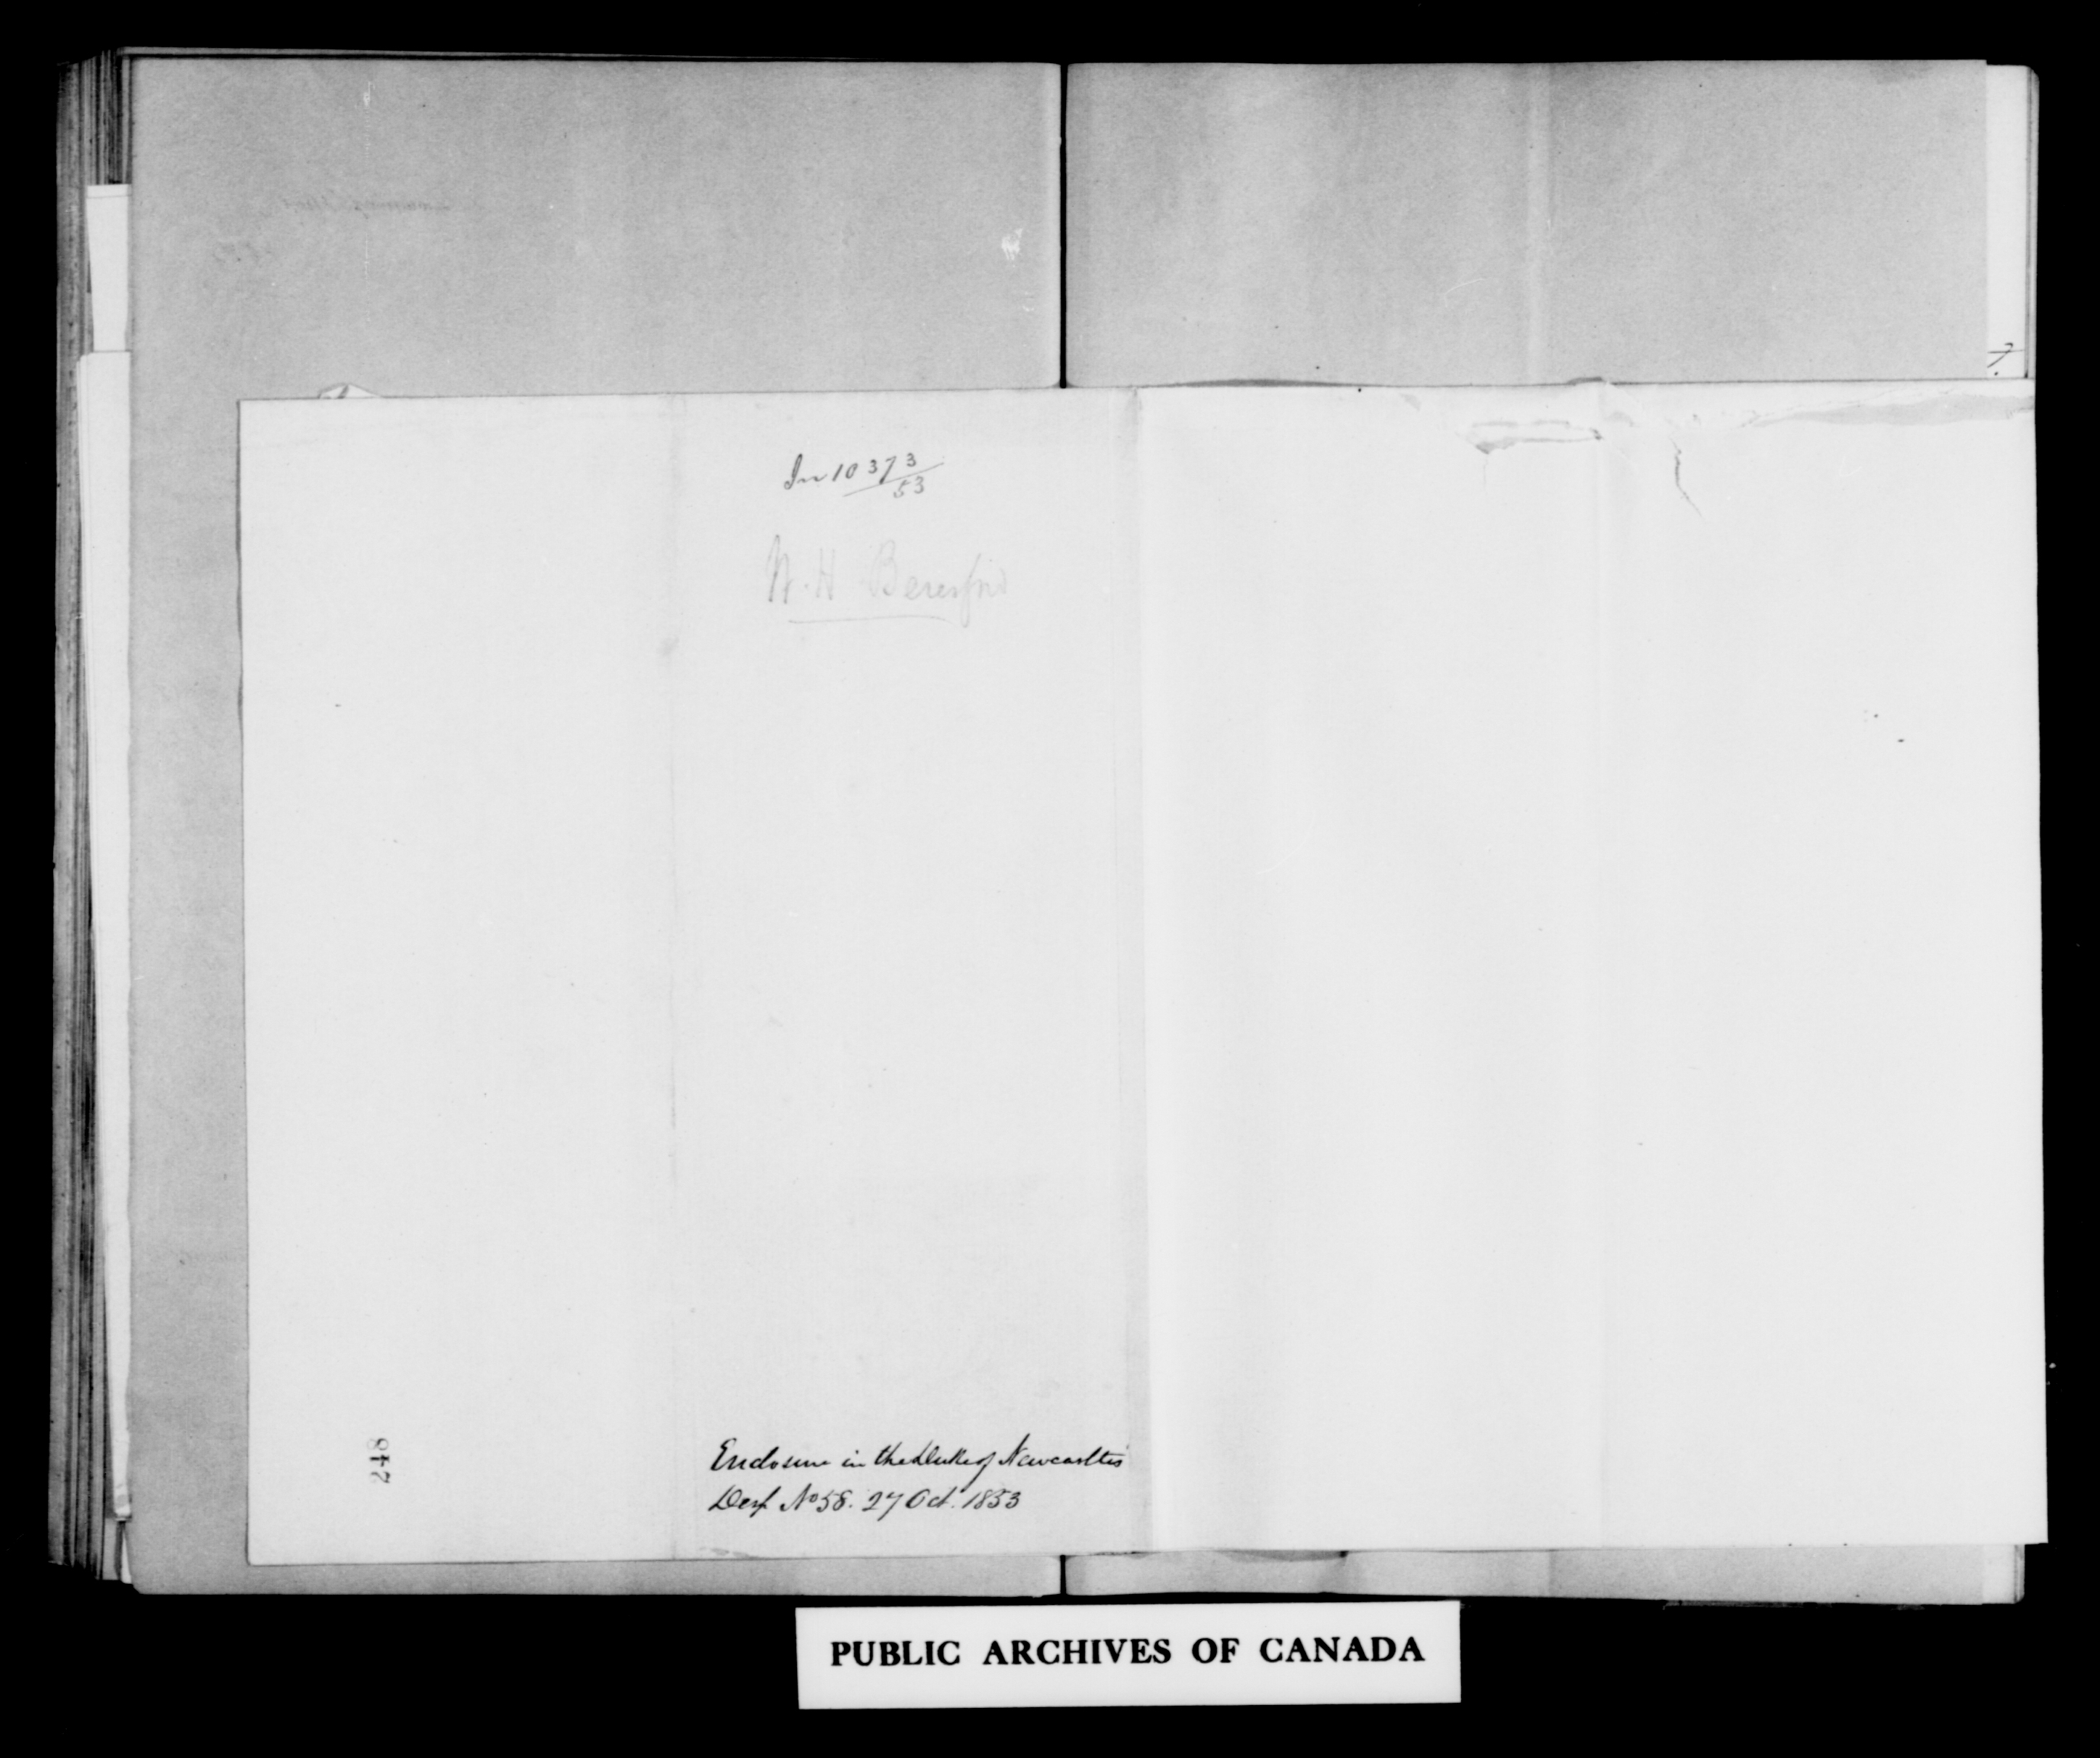 In 10373/53
W. H Beresford
Enclosure in the Duke of Newcastle's
Desp. No 58. 27 Oct. 1853
248
PUBLIC ARCHIVES OF CANADA